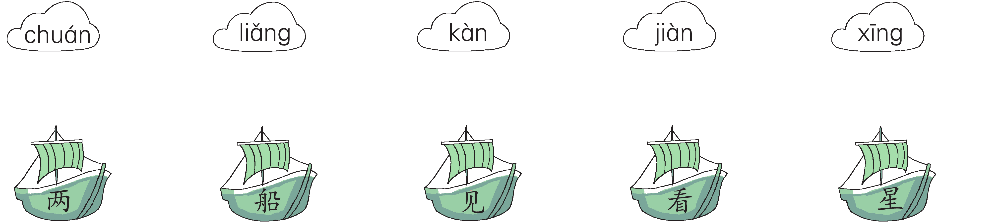 chuán liǎng kàn jiàn xīng
两 船 见 看 星